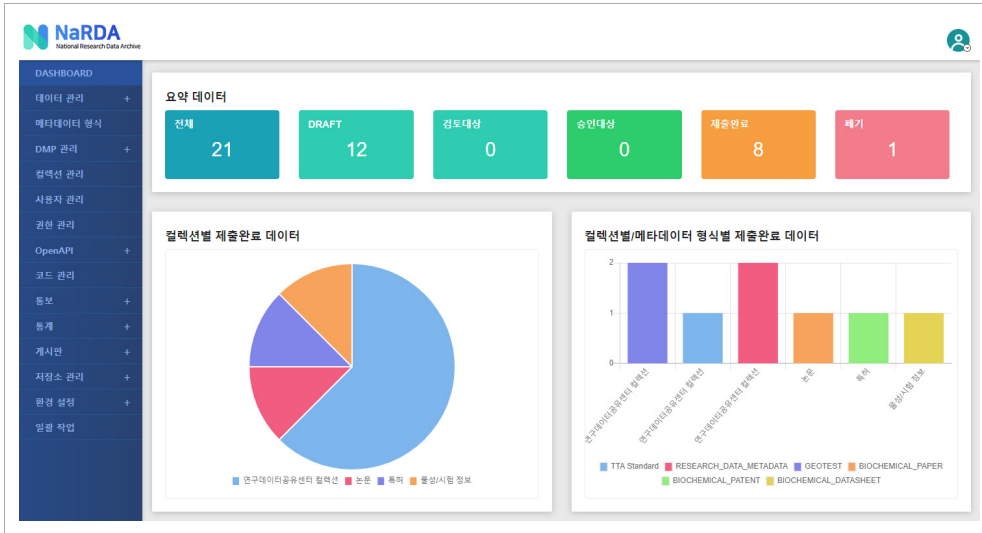 NaRDA
National Research Data Archive
DASHBOARD
데이터 관리 +
메타데이터 형식
DMP 관리 +
컬렉션 관리
사용자 관리
권한 관리
OpenAPI +
코드 관리
통보 +
통계 +
게시판 +
저장소 관리 +
환경 설정 +
일괄 작업
요약 데이터
전체
21
DRAFT
12
검토대상
0
승인대상
0
제출완료
8
폐기
1
컬렉션별 제출완료 데이터
연구데이터공유센터 컬렉션 논문 특허 물성/시험 정보
컬렉션별/메타데이터 형식별 제출완료 데이터
2
1
0
연구데이터공유센터 컬렉션
연구데이터공유센터 컬렉션
연구데이터공유센터 컬렉션
논문
특허
물성/시험 정보
TTA Standard RESEARCH_DATA_METADATA GEOTEST BIOCHEMICAL_PAPER
BIOCHEMICAL_PATENT BIOCHEMICAL_DATASHEET